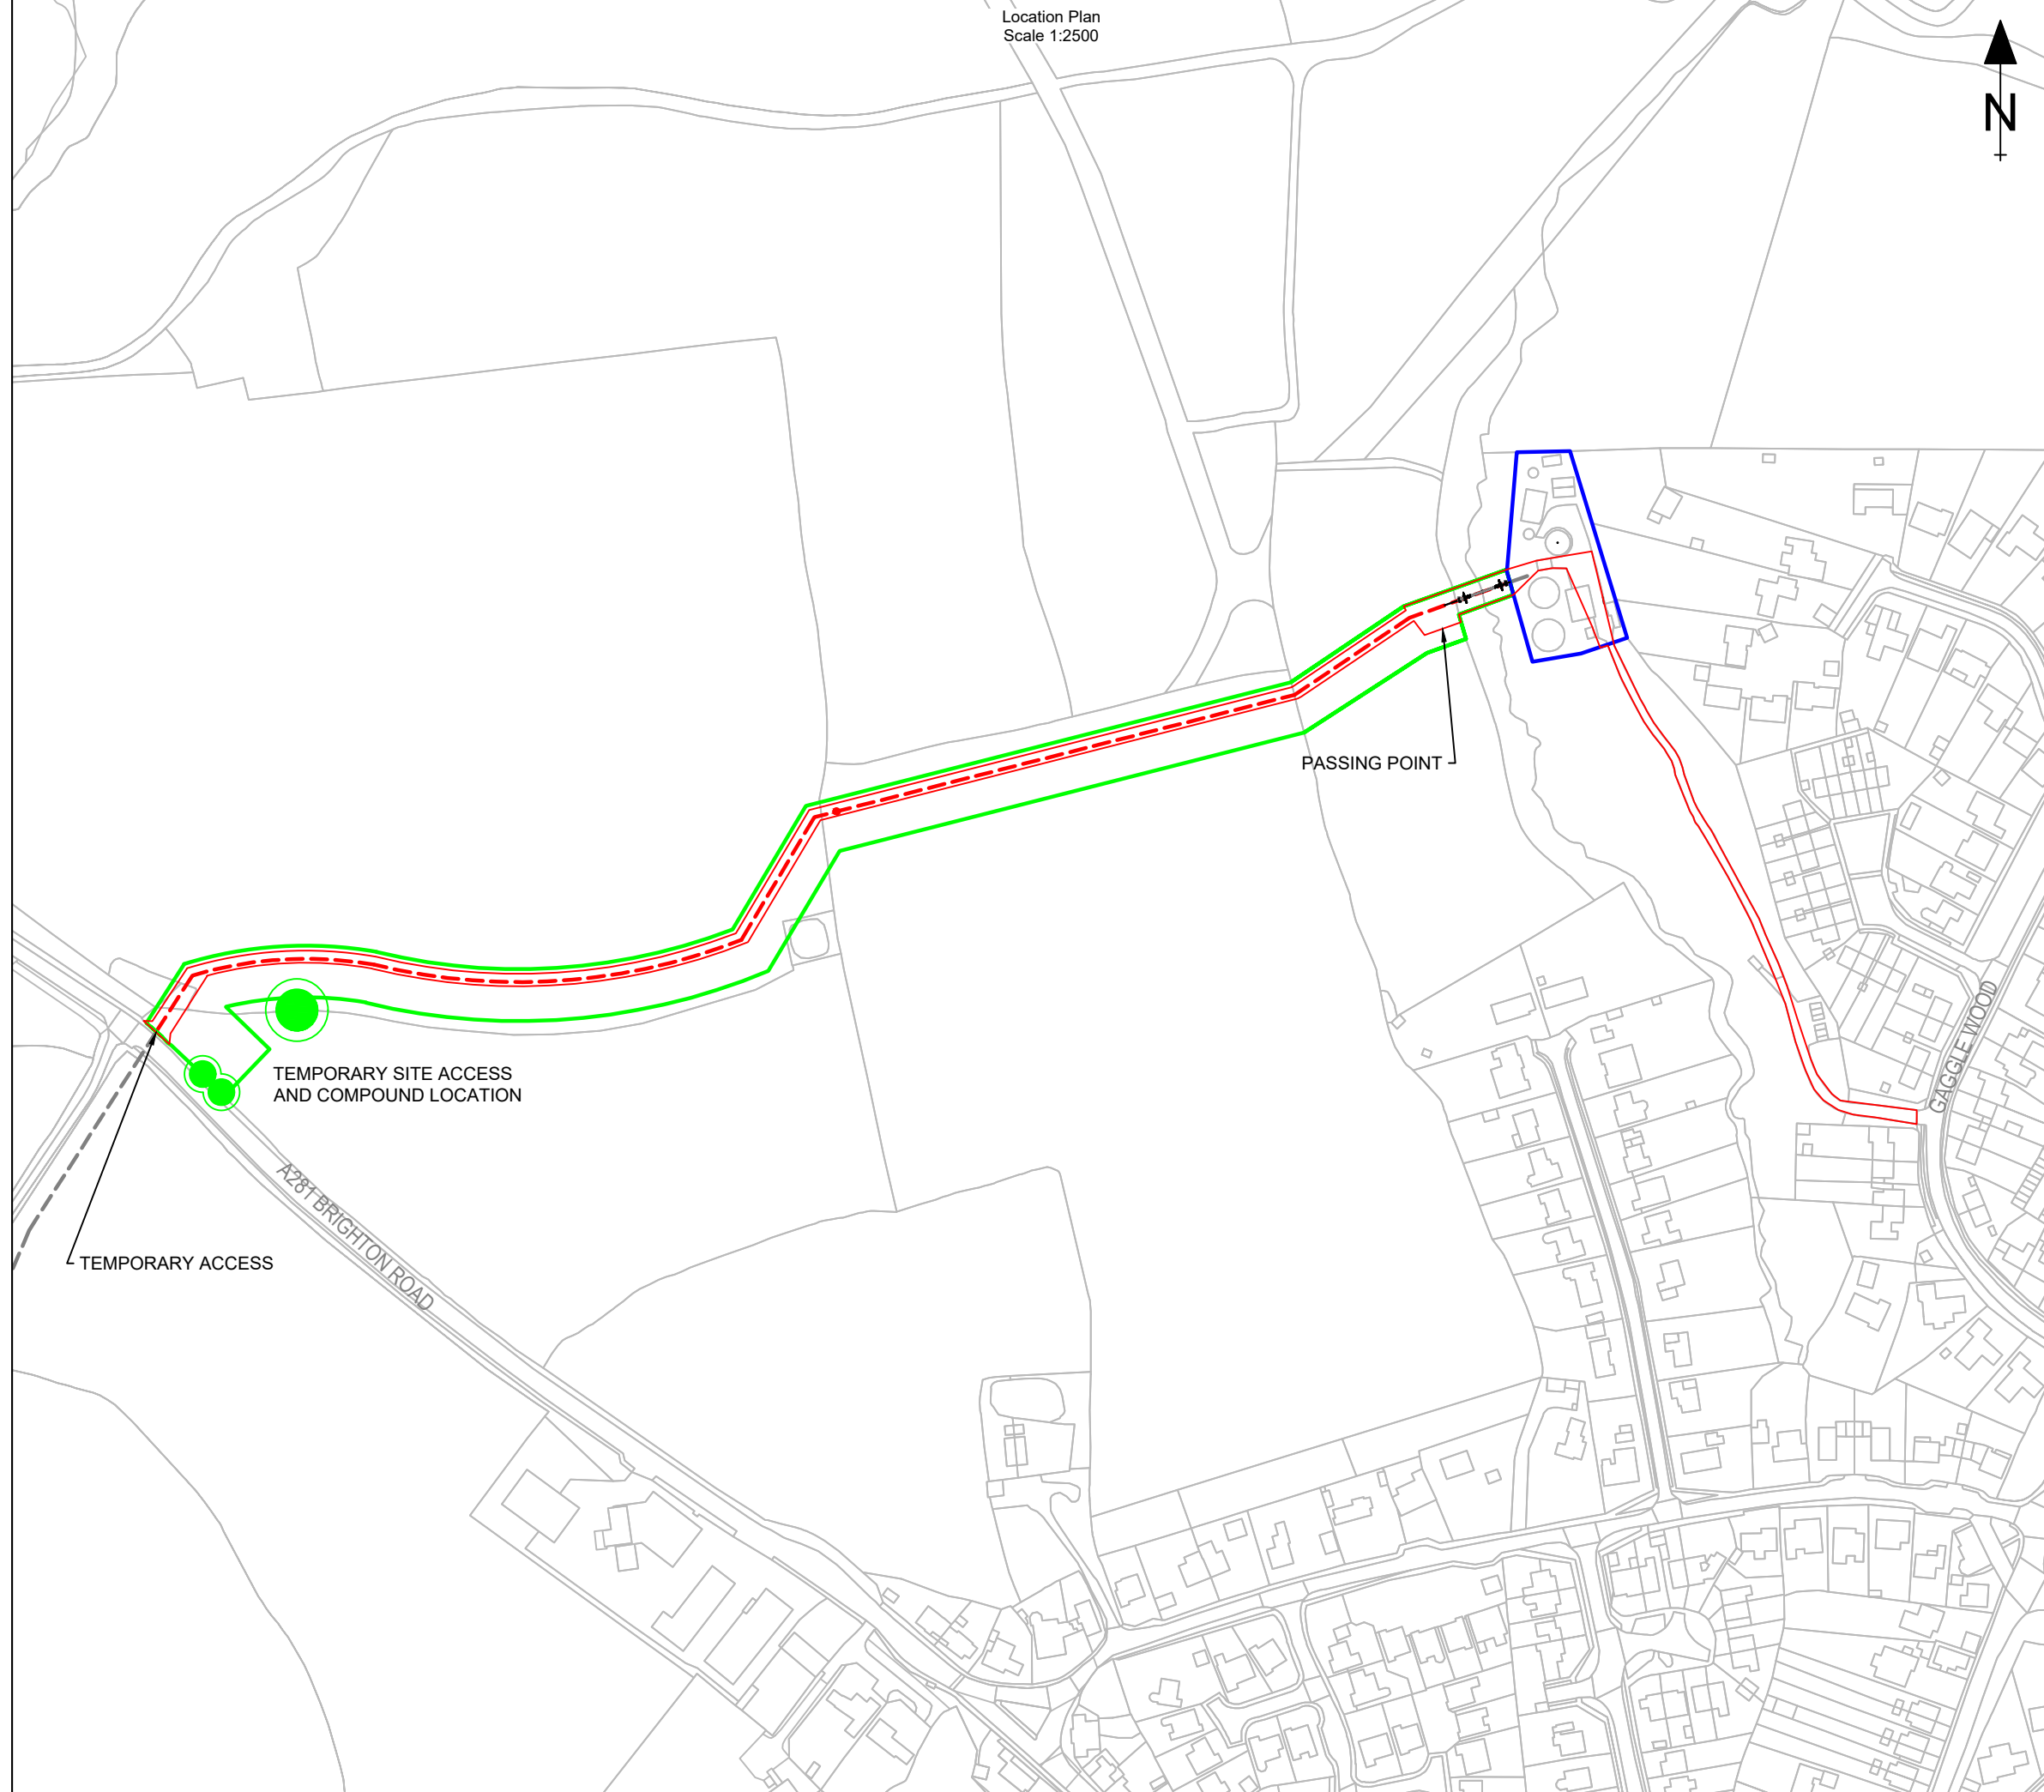 Location Plan
Scale 1:2500
N
PASSING POINT
GAGGLE WOOD
TEMPORARY SITE ACCESS
AND COMPOUND LOCATION
A281 BRIGHTON ROAD
TEMPORARY ACCESS